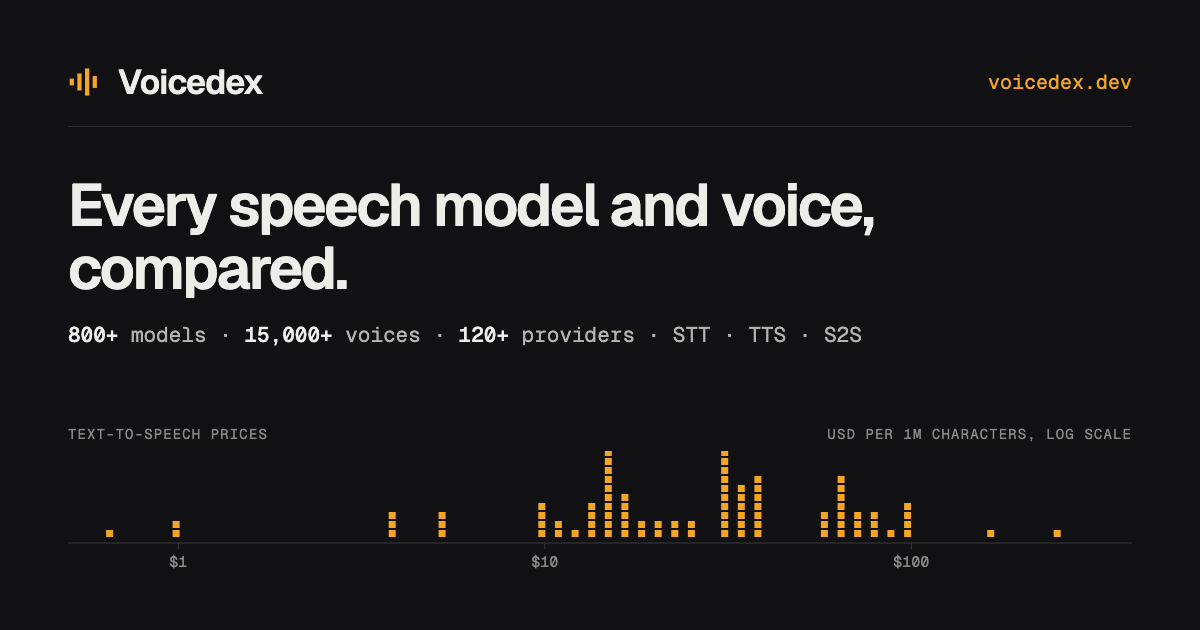 Voicedex
voicedex.dev
Every speech model and voice,
compared.
800+ models · 15,000+ voices · 120+ providers · STT · TTS · S2S
TEXT-TO-SPEECH PRICES
USD PER 1M CHARACTERS, LOG SCALE
$1
$10
$100